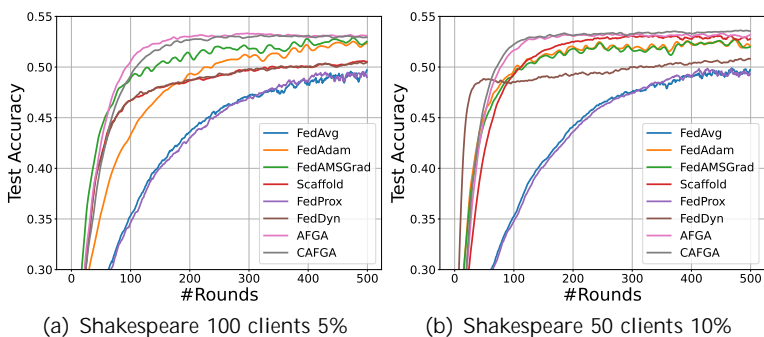 0.55
0.50
0.45
0.40
0.35
0.30
Test Accuracy
0 100 200 300 400 500
#Rounds
FedAvg
FedAdam
FedAMSGrad
Scaffold
FedProx
FedDyn
AFGA
CAFGA
(a) Shakespeare 100 clients 5%
0.55
0.50
0.45
0.40
0.35
0.30
Test Accuracy
0 100 200 300 400 500
#Rounds
FedAvg
FedAdam
FedAMSGrad
Scaffold
FedProx
FedDyn
AFGA
CAFGA
(b) Shakespeare 50 clients 10%